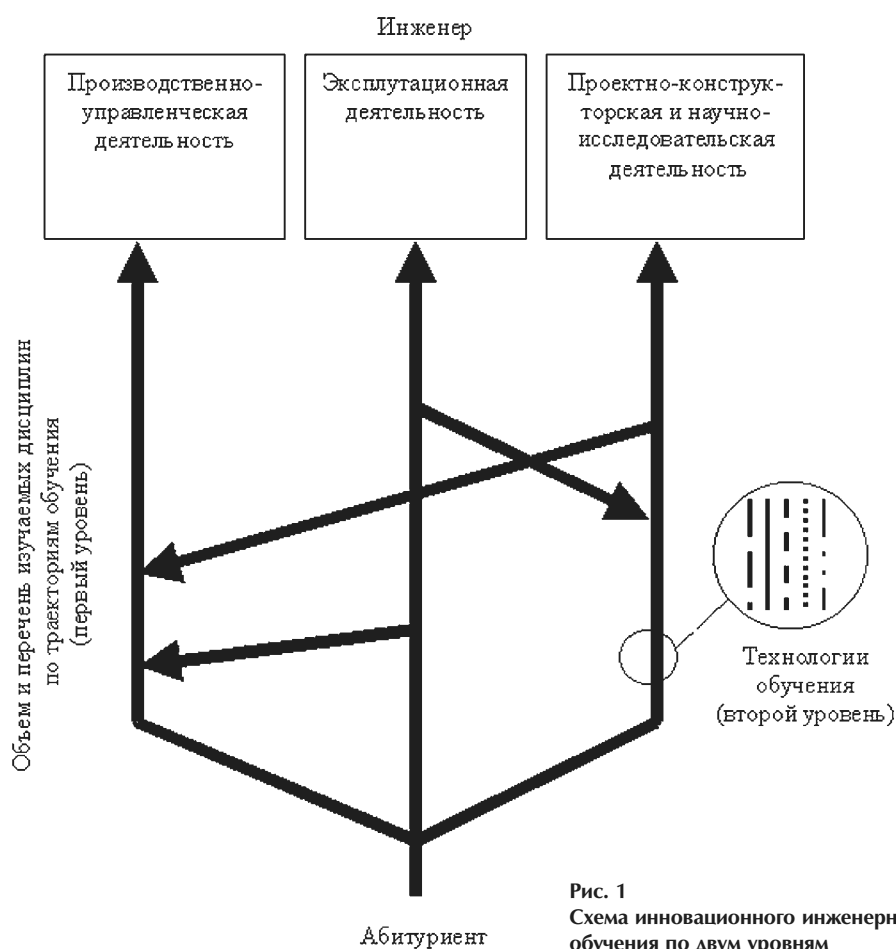 Инженер
Производственно-
управленческая
деятельность
Эксплутационная
деятельность
Проектно-конструк-
торская и научно-
исследовательская
деятельность
Объем и перечень изучаемых дисциплин
по траекториям обучения
(первый уровень)
Технологии
обучения
(второй уровень)
Абитуриент
Рис. 1
Схема инновационного
обучения по двум уровням